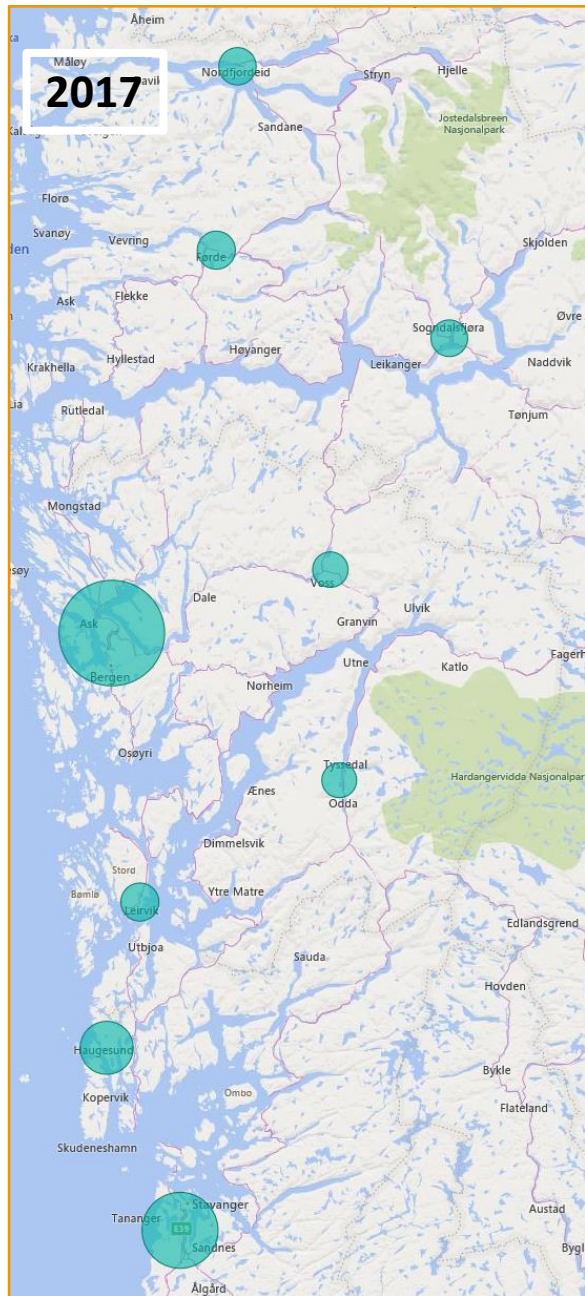 Åheim
Måløy
2017
Nordfjordeid
Stryn
Hjelle
Sandane
Jostedalsbreen
Nasjonalpark
Florø
Svanøy
Vevring
Førde
Skjolden
Ask
Flekke
Øvre
Sogndalsfjøra
Høyanger
Hyllestad
Leikanger
Krakhella
Naddvik
Rutledal
Tønjum
Mongstad
Voss
Dale
Ulvik
Ask
Granvin
Utne
Katlo
Bergen
Norheim
Osøyri
Tyssedal
Hardangervidda Nasjonalpar
Ænes
Odda
Dimmelsvik
Stord
Bømlo
Ytre Matre
Leirvik
Edlandsgrend
Utbjoa
Sauda
Hovden
Haugesund
Bykle
Ombo
Kopervik
Flateland
Skudeneshamn
Stavanger
Austad
Tananger
E39
Sandnes
Bygl
Ålgård